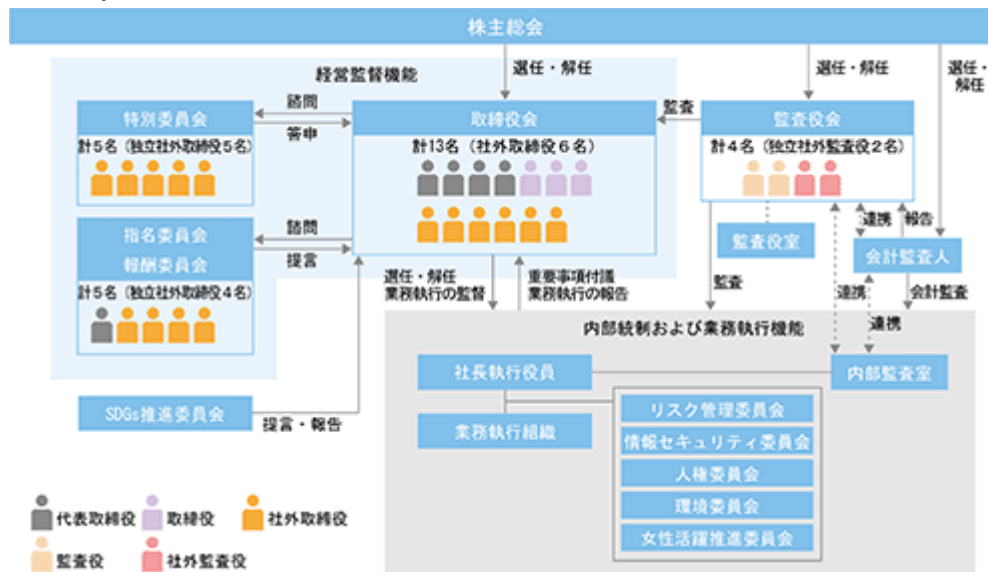 株主総会
選任・解任
選任・解任
選任・
解任
経営監督機能
特別委員会
計5名（独立社外取締役5名）
諮問
答申
取締役会
計13名（社外取締役6名）
監査
監査役会
計4名（独立社外監査役2名）
指名委員会
報酬委員会
計5名（独立社外取締役4名）
諮問
提言
監査役室
連携
報告
会計監査人
選任・解任
業務執行の監督
重要事項付議
業務執行の報告
監査
連携
会計監査
連携
内部統制および業務執行機能
社長執行役員
内部監査室
業務執行組織
リスク管理委員会
情報セキュリティ委員会
人権委員会
環境委員会
女性活躍推進委員会
SDGs推進委員会
提言・報告
代表取締役
取締役
社外取締役
監査役
社外監査役